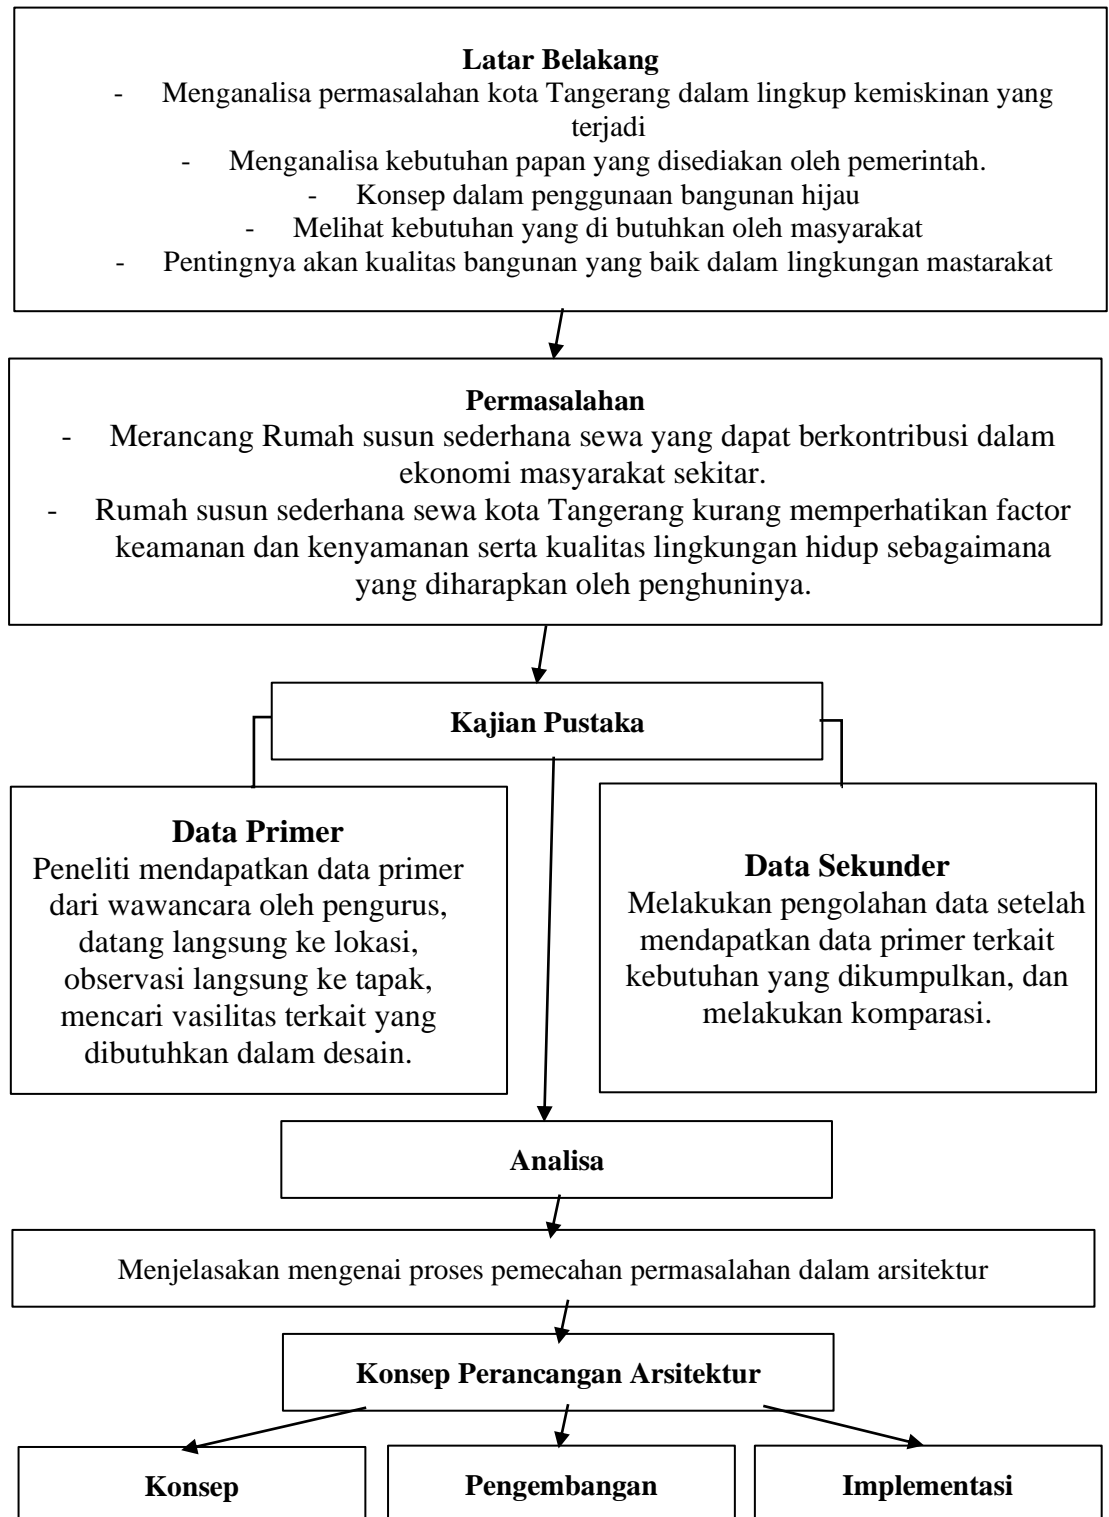 Latar Belakang
- Menganalisa permasalahan kota Tangerang dalam lingkup kemiskinan yang
terjadi
- Menganalisa kebutuhan papan yang disediakan oleh pemerintah.
- Konsep dalam penggunaan bangunan hijau
- Melihat kebutuhan yang di butuhkan oleh masyarakat
- Pentingnya akan kualitas bangunan yang baik dalam lingkungan mastarakat
Permasalahan
- Merancang Rumah susun sederhana sewa yang dapat berkontribusi dalam
ekonomi masyarakat sekitar.
- Rumah susun sederhana sewa kota Tangerang kurang memperhatikan factor
keamanan dan kenyamanan serta kualitas lingkungan hidup sebagaimana
yang diharapkan oleh penghuninya.
Kajian Pustaka
Data Primer
Peneliti mendapatkan data primer
dari wawancara oleh pengurus,
datang langsung ke lokasi,
observasi langsung ke tapak,
mencari vasilitas terkait yang
dibutuhkan dalam desain.
Data Sekunder
Melakukan pengolahan data setelah
mendapatkan data primer terkait
kebutuhan yang dikumpulkan, dan
melakukan komparasi.
Analisa
Menjelasakan mengenai proses pemecahan permasalahan dalam arsitektur
Konsep Perancangan Arsitektur
Konsep
Pengembangan
Implementasi